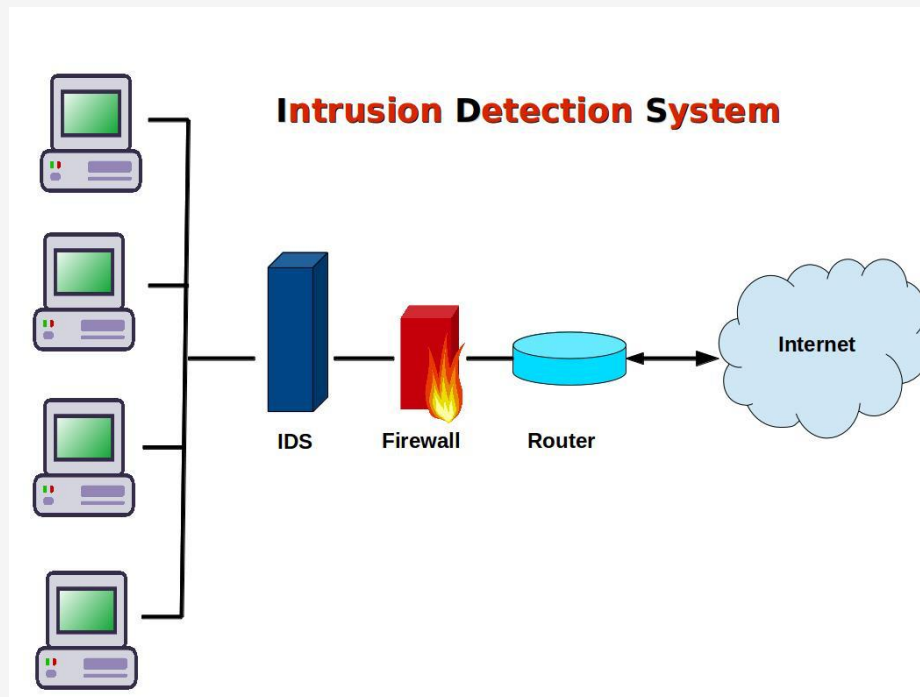 Intrusion Detection System
Internet
IDS
Firewall
Router